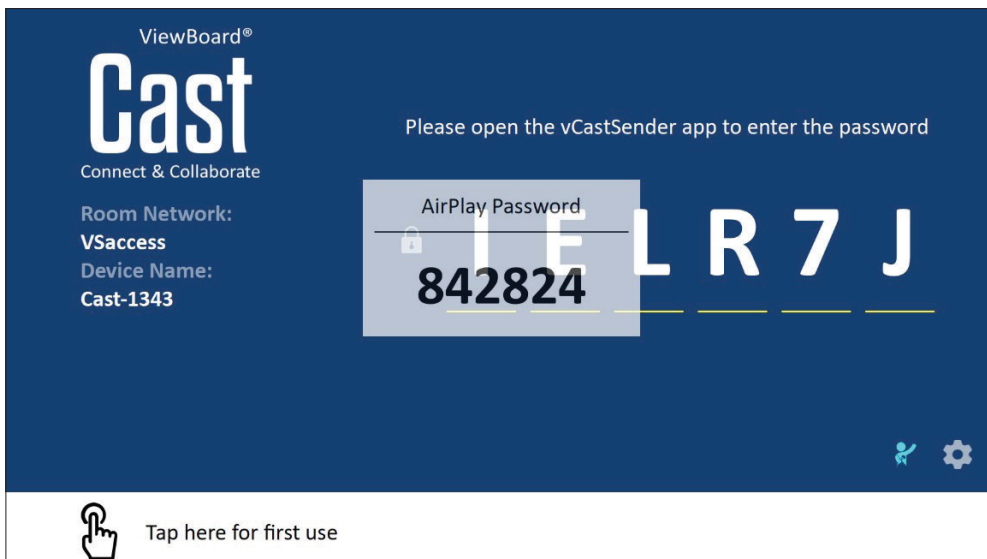 ViewBoard®
Cast
Connect & Collaborate
Room Network:
VSaccess
Device Name:
Cast-1343
Please open the vCastSender app to enter the password
AirPlay Password
842824
I E L R 7 J
Tap here for first use